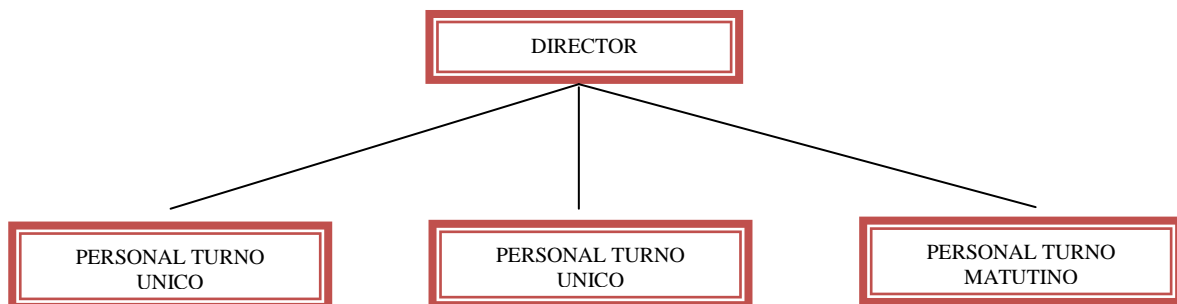 DIRECTOR
PERSONAL TURNO
UNICO
PERSONAL TURNO
UNICO
PERSONAL TURNO
MATUTINO